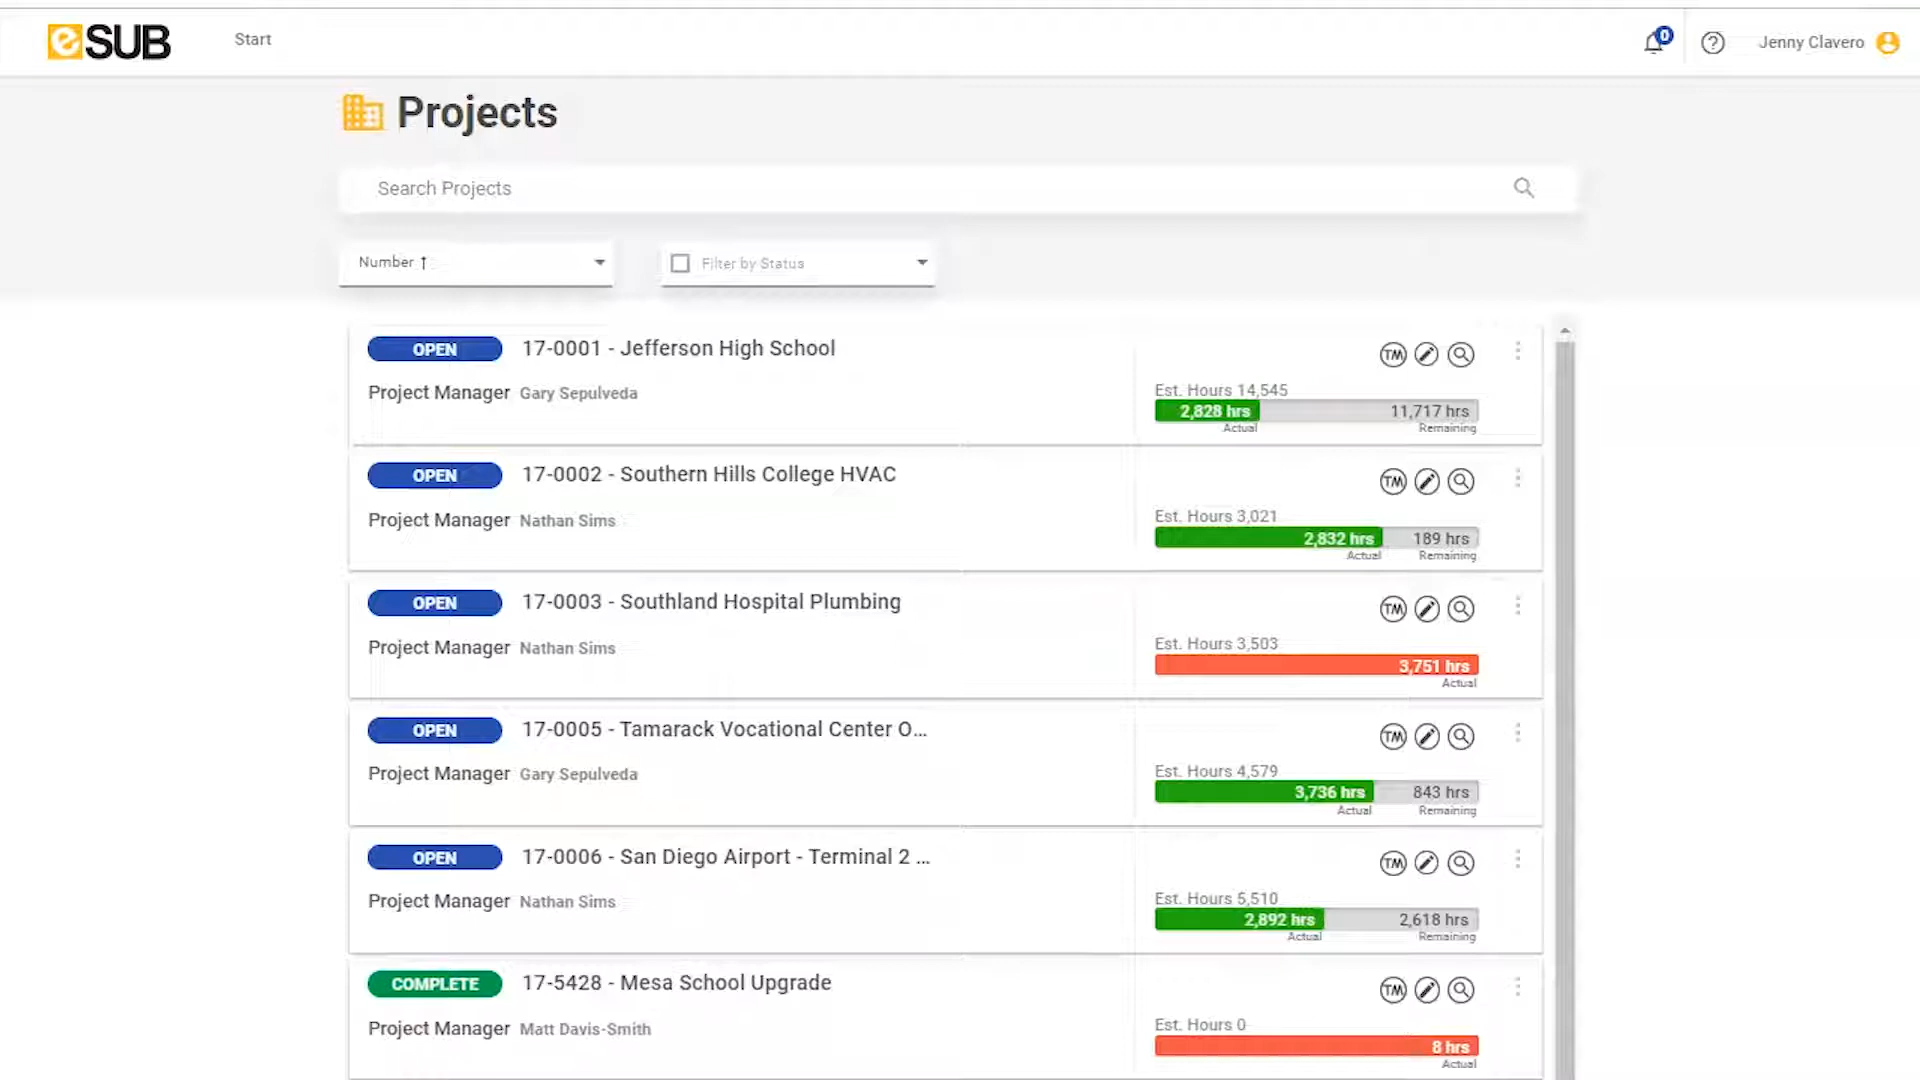 eSUB Start 0 Jenny Clavero
Projects
Search Projects
Number ↑ Filter by Status
OPEN 17-0001 - Jefferson High School TM
Project Manager Gary Sepulveda Est. Hours 14,545
2,828 hrs 11,717 hrs
Actual Remaining
OPEN 17-0002 - Southern Hills College HVAC TM
Project Manager Nathan Sims Est. Hours 3,021
2,832 hrs 189 hrs
Actual Remaining
OPEN 17-0003 - Southland Hospital Plumbing TM
Project Manager Nathan Sims Est. Hours 3,503
3,751 hrs
Actual
OPEN 17-0005 - Tamarack Vocational Center O... TM
Project Manager Gary Sepulveda Est. Hours 4,579
3,736 hrs 843 hrs
Actual Remaining
OPEN 17-0006 - San Diego Airport - Terminal 2 ... TM
Project Manager Nathan Sims Est. Hours 5,510
2,892 hrs 2,618 hrs
Actual Remaining
COMPLETE 17-5428 - Mesa School Upgrade TM
Project Manager Matt Davis-Smith Est. Hours 0
8 hrs
Actual